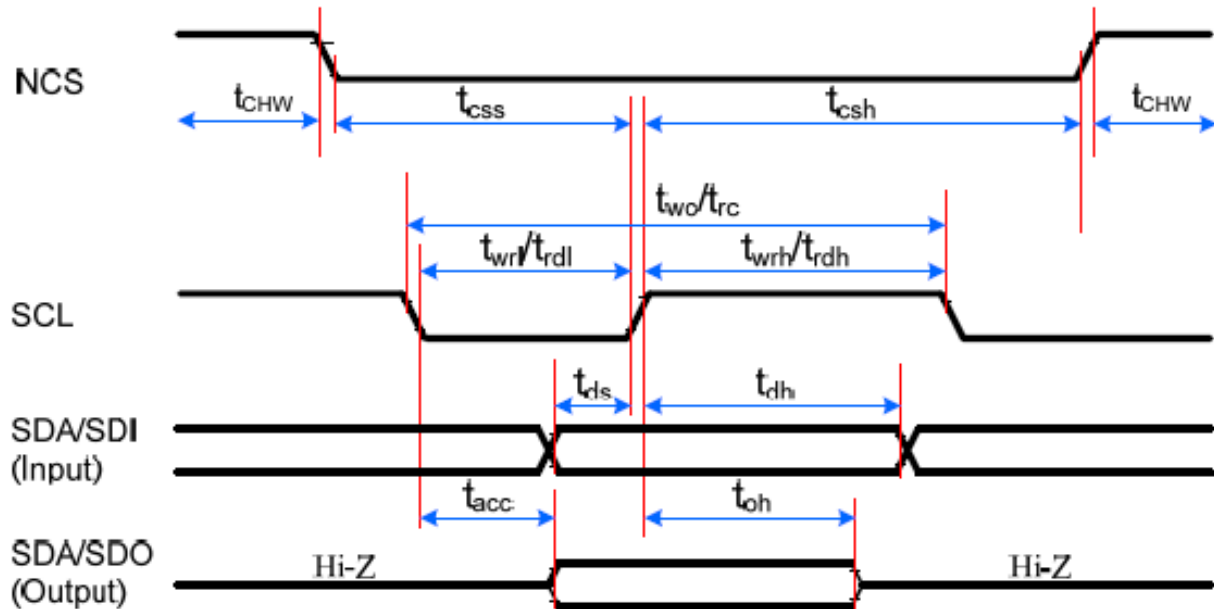 NCS
tCHW
tcss
tcsh
tCHW
two/trc
twrl/trdl
twrh/trdh
SCL
tds
tdh
SDA/SDI
(Input)
tacc
toh
SDA/SDO
(Output)
Hi-Z
Hi-Z